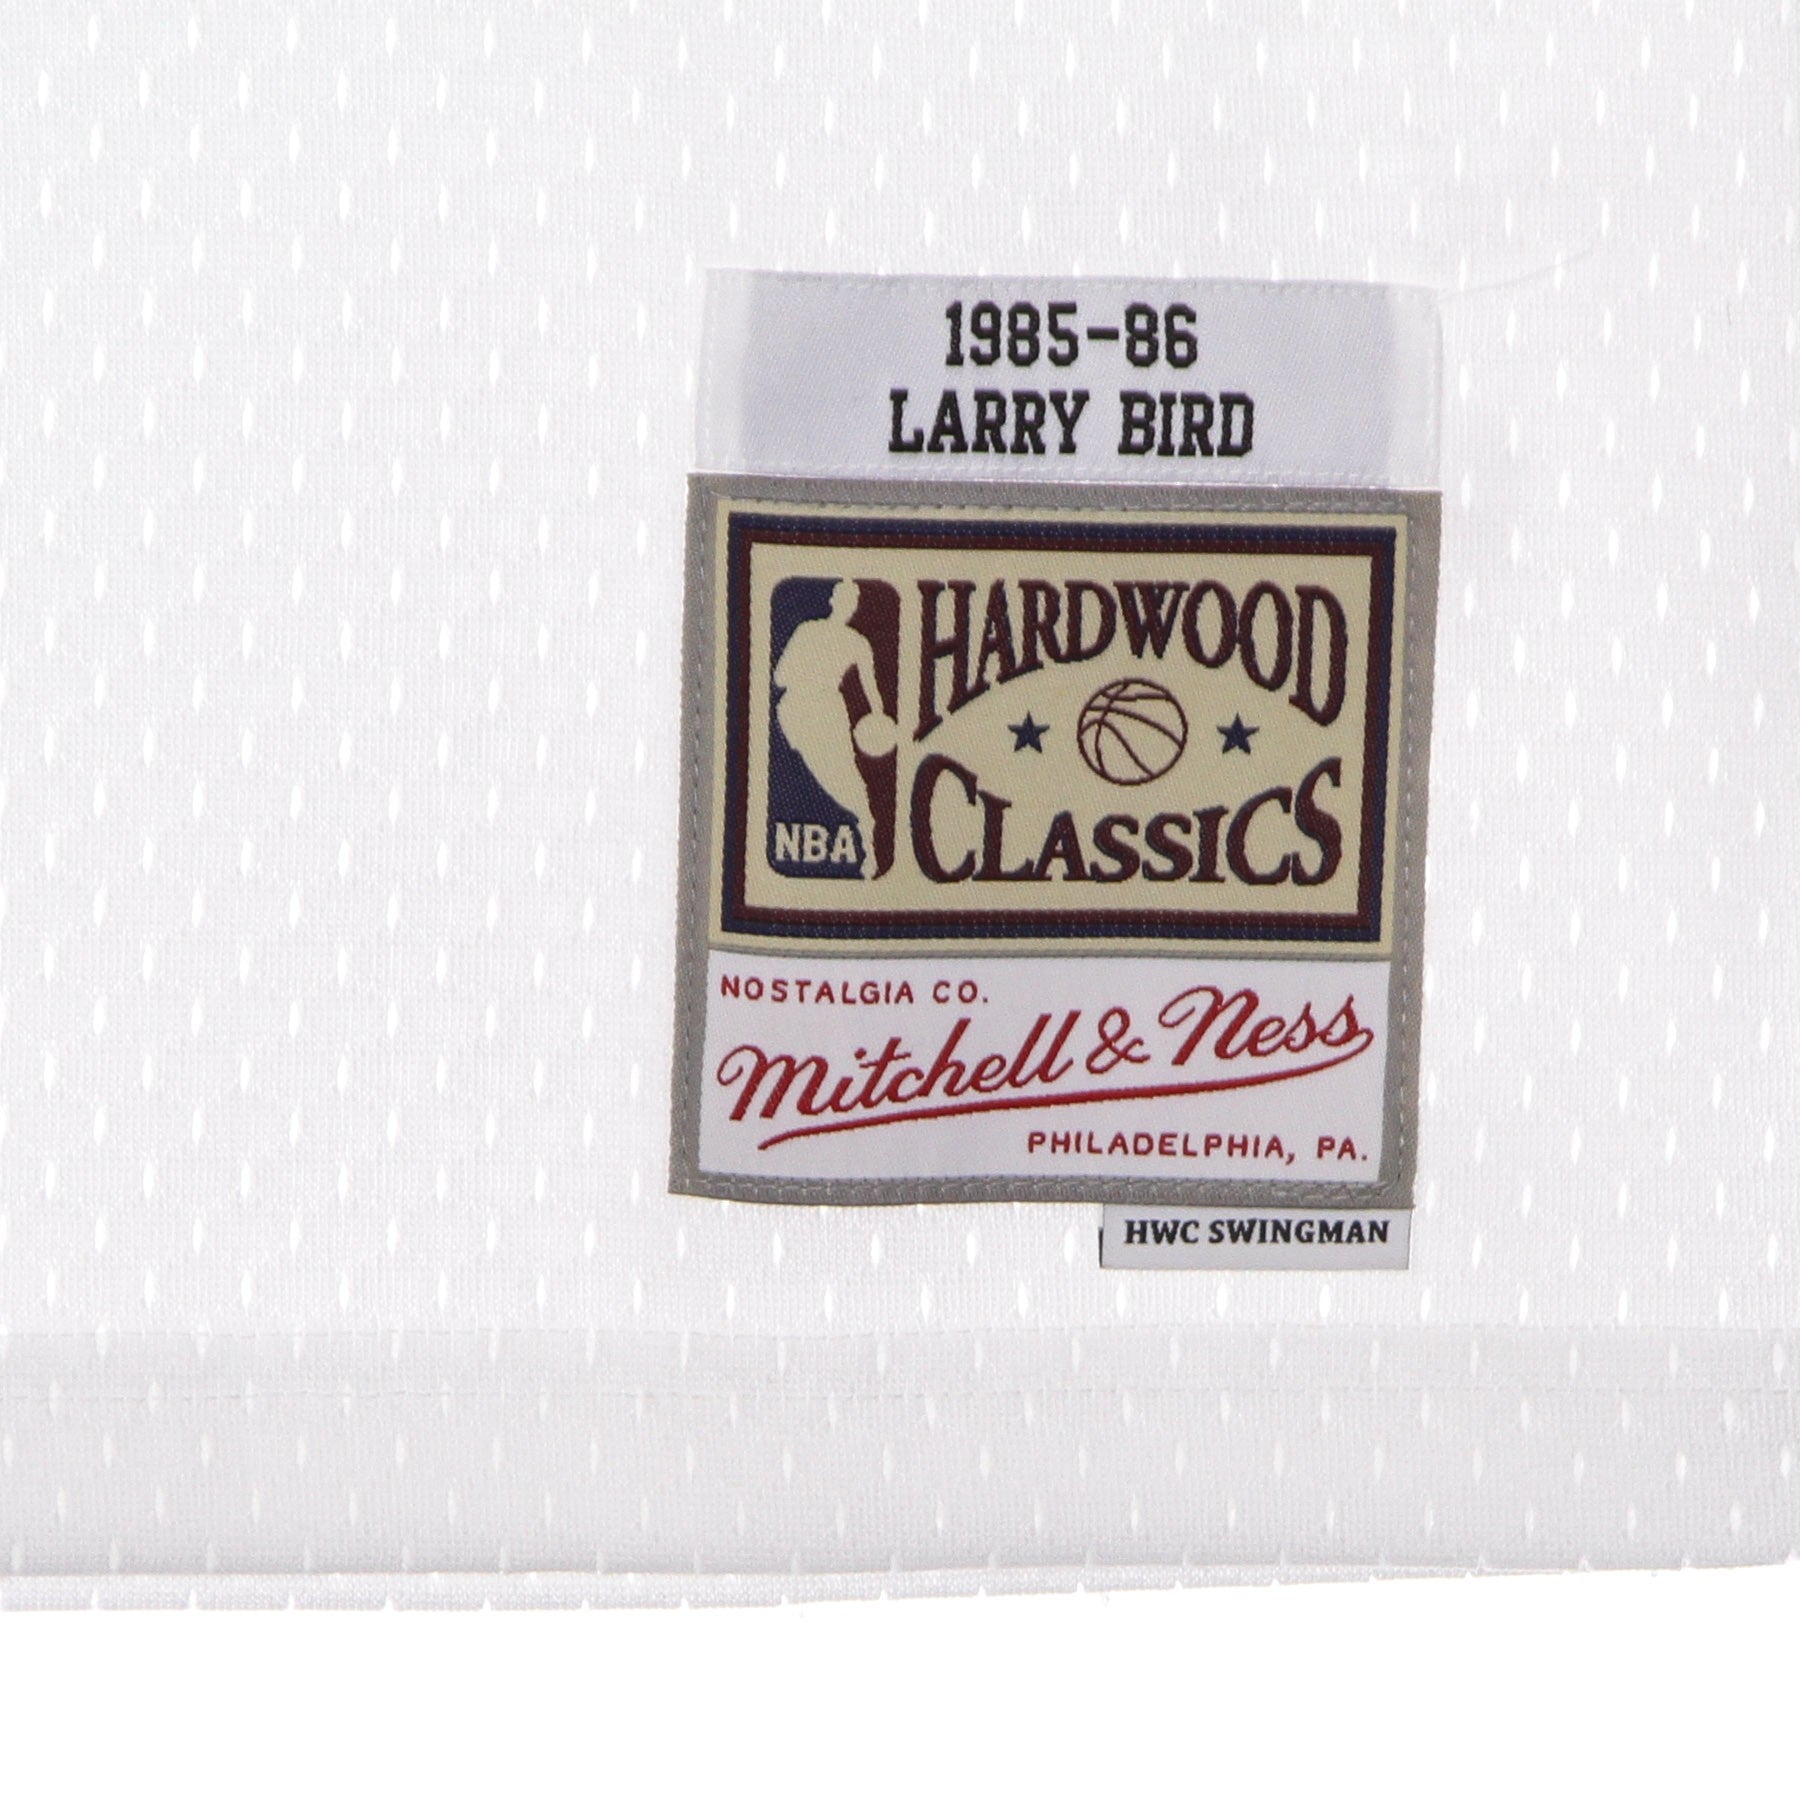 1985-86
LARRY BIRD
HARDWOOD
CLASSICS
NBA
NOSTALGIA CO.
Mitchell & Ness
PHILADELPHIA, PA.
HWC SWINGMAN